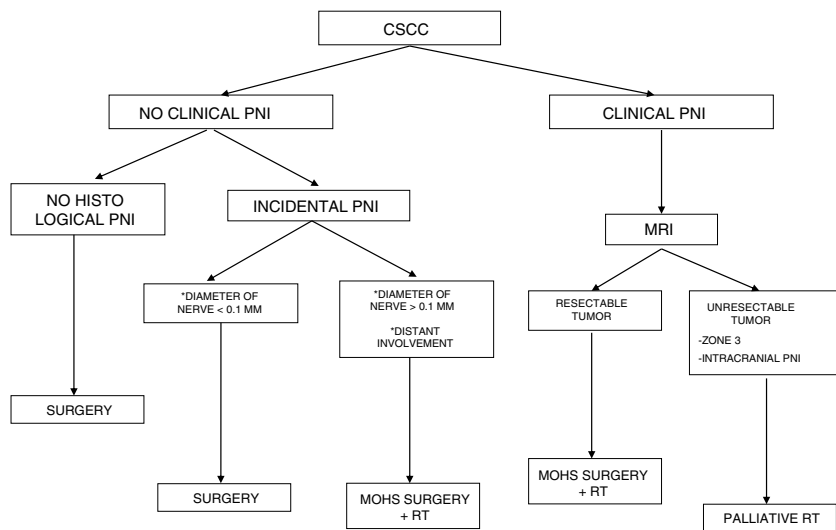 CSCC
NO CLINICAL PNI
CLINICAL PNI
NO HISTO
LOGICAL PNI
INCIDENTAL PNI
MRI
*DIAMETER OF
NERVE < 0.1 MM
*DIAMETER OF
NERVE > 0.1 MM
*DISTANT
INVOLVEMENT
RESECTABLE
TUMOR
UNRESECTABLE
TUMOR
-ZONE 3
-INTRACRANIAL PNI
SURGERY
SURGERY
MOHS SURGERY
+ RT
MOHS SURGERY
+ RT
PALLIATIVE RT